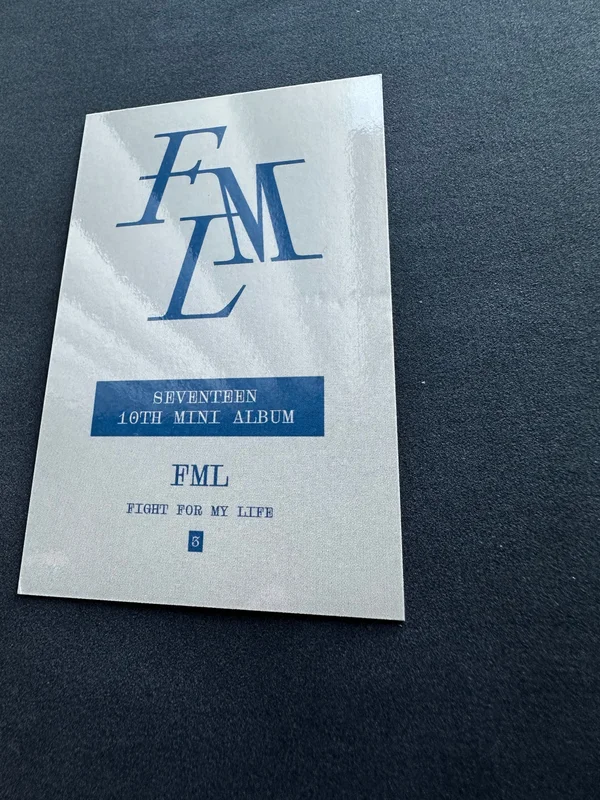 FML
SEVENTEEN
10TH MINI ALBUM
FML
FIGHT FOR MY LIFE
3